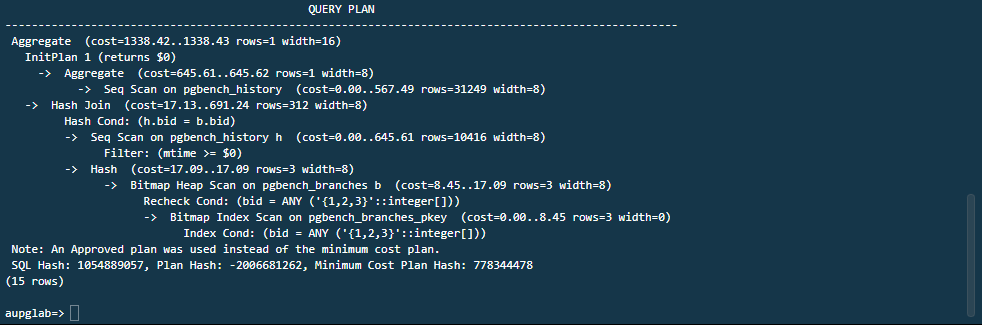 QUERY PLAN
-----------------------------------------------------------------------------------------------------
Aggregate  (cost=1338.42..1338.43 rows=1 width=16)
  InitPlan 1 (returns $0)
    ->  Aggregate  (cost=645.61..645.62 rows=1 width=8)
          ->  Seq Scan on pgbench_history  (cost=0.00..567.49 rows=31249 width=8)
  ->  Hash Join  (cost=17.13..691.24 rows=312 width=8)
        Hash Cond: (h.bid = b.bid)
        ->  Seq Scan on pgbench_history h  (cost=0.00..645.61 rows=10416 width=8)
              Filter: (mtime >= $0)
        ->  Hash  (cost=17.09..17.09 rows=3 width=8)
              ->  Bitmap Heap Scan on pgbench_branches b  (cost=8.45..17.09 rows=3 width=8)
                    Recheck Cond: (bid = ANY ('{1,2,3}'::integer[]))
                    ->  Bitmap Index Scan on pgbench_branches_pkey  (cost=0.00..8.45 rows=3 width=0)
                          Index Cond: (bid = ANY ('{1,2,3}'::integer[]))
Note: An Approved plan was used instead of the minimum cost plan.
SQL Hash: 1054889057, Plan Hash: -2006681262, Minimum Cost Plan Hash: 778344478
(15 rows)
aupglab=>